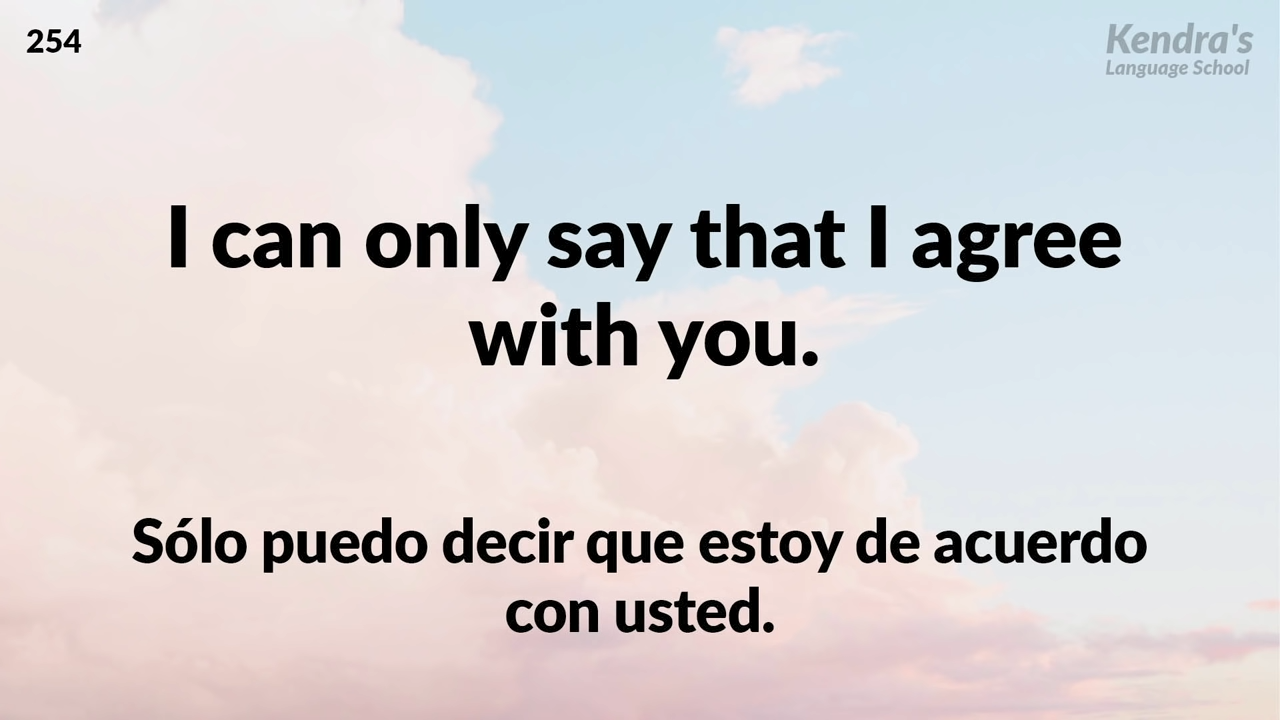 254
Kendra's
Language School
I can only say that I agree
with you.
Sólo puedo decir que estoy de acuerdo
con usted.